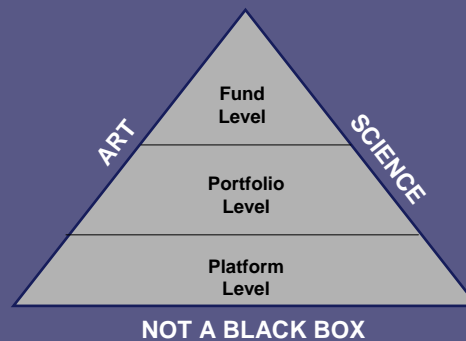 Fund
Level
ART
SCIENCE
Portfolio
Level
Platform
Level
NOT A BLACK BOX